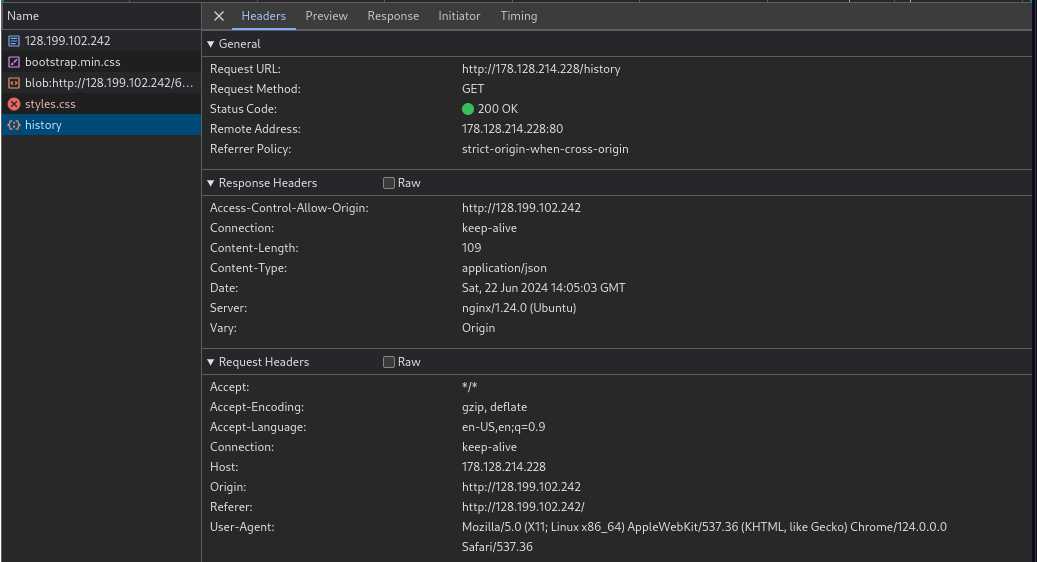 Name
Headers Preview Response Initiator Timing
128.199.102.242
bootstrap.min.css
blob:http://128.199.102.242/6...
styles.css
history
General
Request URL: http://178.128.214.228/history
Request Method: GET
Status Code: 200 OK
Remote Address: 178.128.214.228:80
Referrer Policy: strict-origin-when-cross-origin
Response Headers Raw
Access-Control-Allow-Origin: http://128.199.102.242
Connection: keep-alive
Content-Length: 109
Content-Type: application/json
Date: Sat, 22 Jun 2024 14:05:03 GMT
Server: nginx/1.24.0 (Ubuntu)
Vary: Origin
Request Headers Raw
Accept: */*
Accept-Encoding: gzip, deflate
Accept-Language: en-US,en;q=0.9
Connection: keep-alive
Host: 178.128.214.228
Origin: http://128.199.102.242
Referer: http://128.199.102.242/
User-Agent: Mozilla/5.0 (X11; Linux x86_64) AppleWebKit/537.36 (KHTML, like Gecko) Chrome/124.0.0.0
Safari/537.36